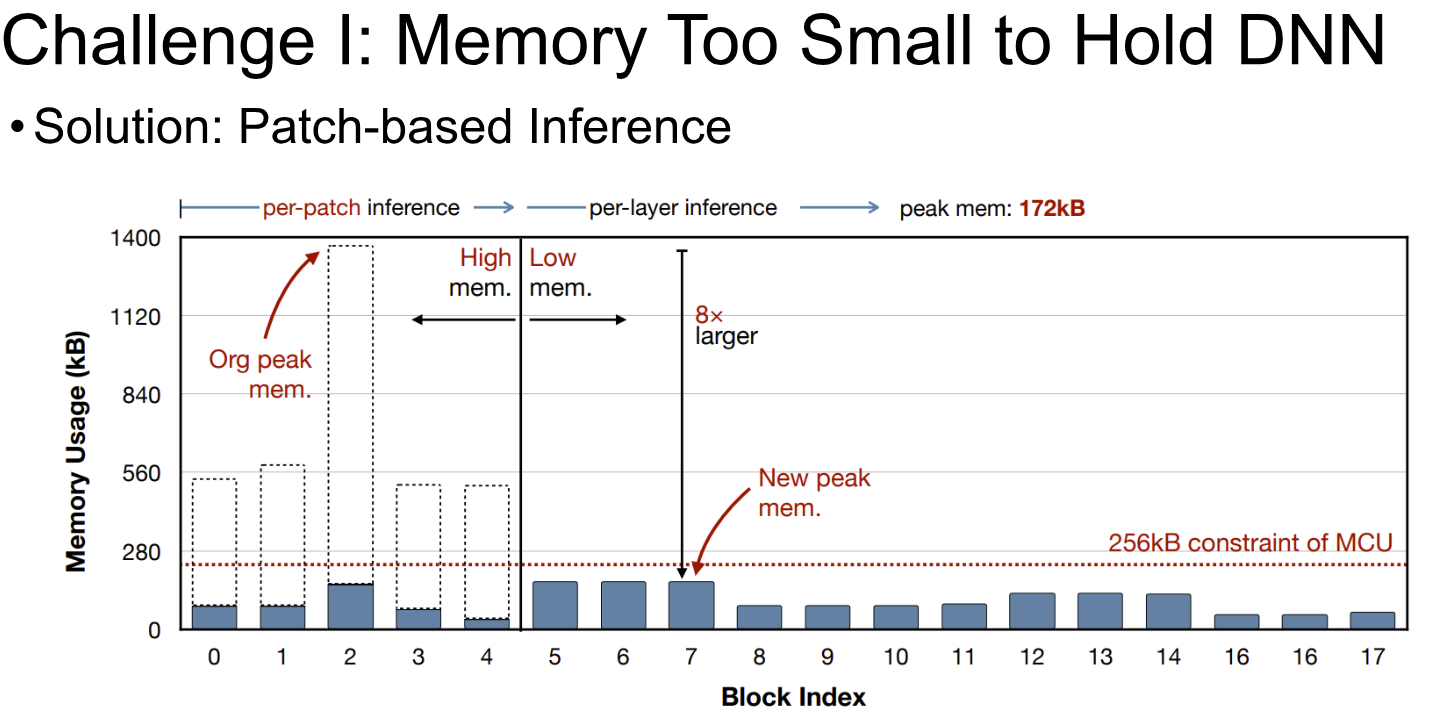 Challenge I: Memory Too Small to Hold DNN
• Solution: Patch-based Inference
per-patch inference
per-layer inference
peak mem: 172kB
Memory Usage (kB)
1400
1120
840
560
280
0
High
mem.
Low
mem.
Org peak
mem.
8×
larger
New peak
mem.
256kB constraint of MCU
0 1 2 3 4 5 6 7 8 9 10 11 12 13 14 16 16 17
Block Index